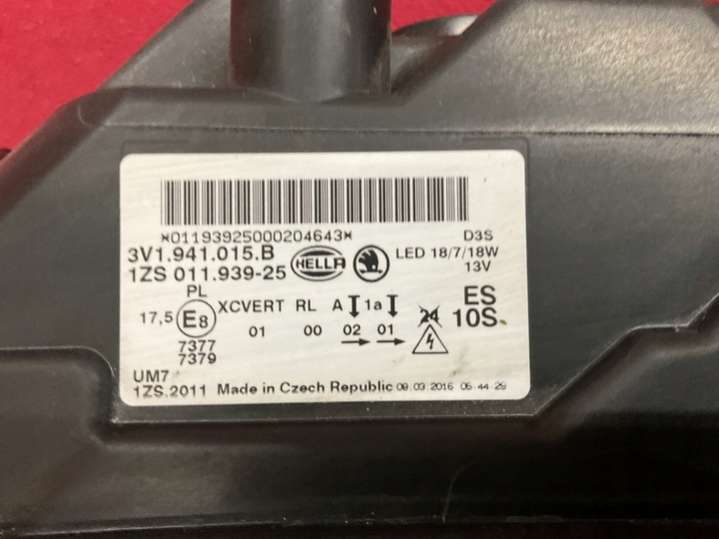 *01193925000204643*
3V1.941.015.B
1ZS 011.939-25
HELLA
D3S
LED 18/7/18W
13V
PL
17,5 E8
7377
7379
XCVERT RL A 1a
01 00 02 01
24
ES
10S
UM7
1ZS.2011 Made in Czech Republic 09.03.2016 05:44:29